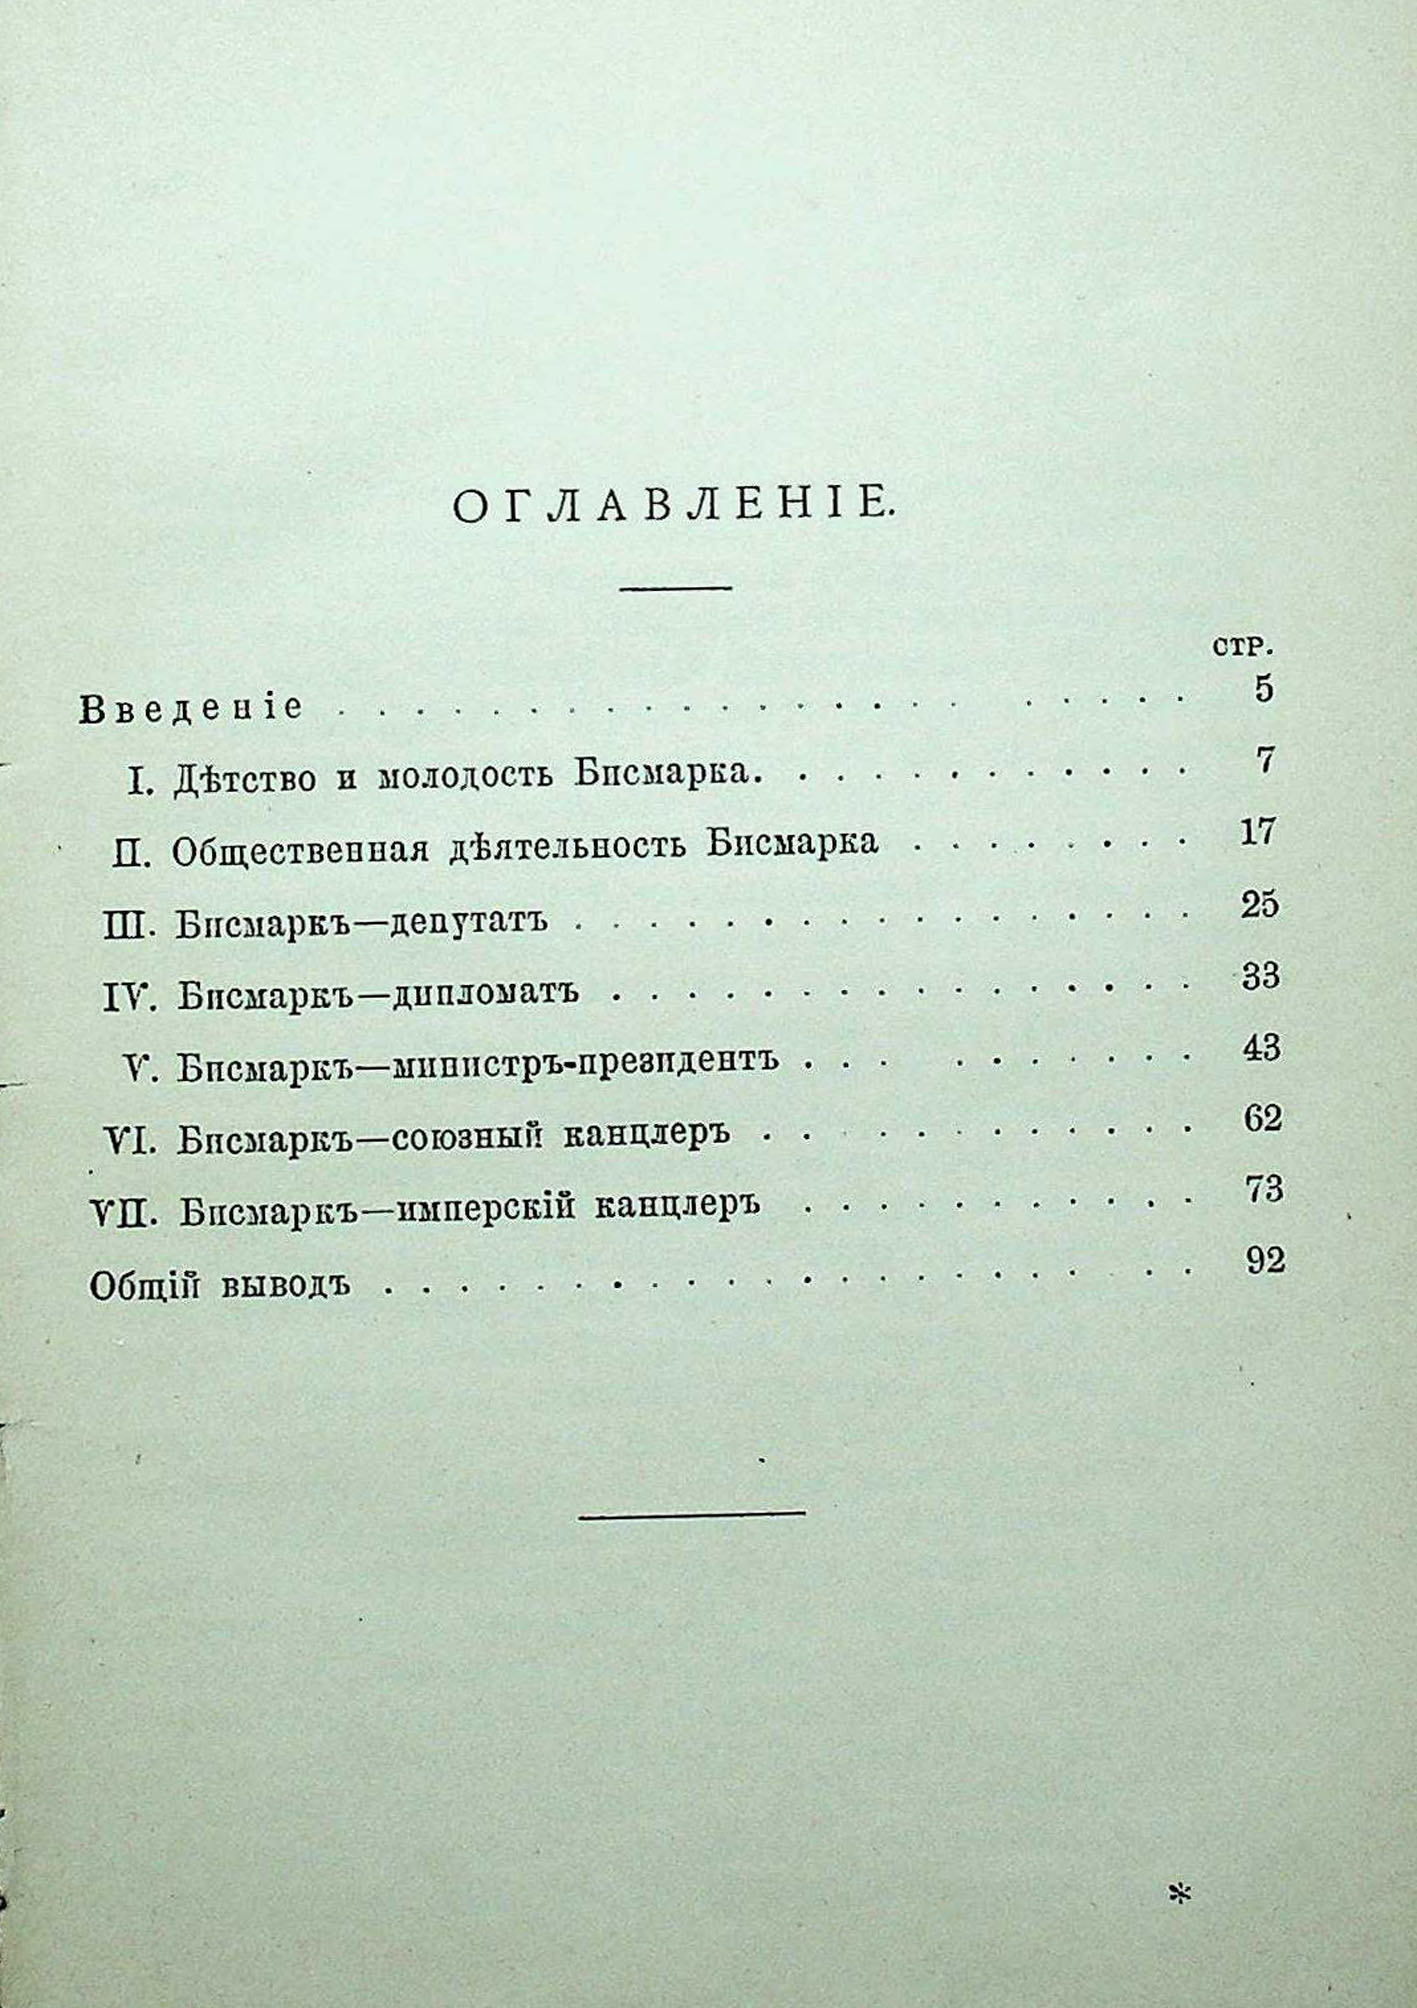 ОГЛАВЛЕНІЕ.
стр.
Введеніе . . . . . . . . . . . . . . . . . . . . . . 5
I. Дѣтство и молодость Бисмарка. . . . . . . . . . . . 7
II. Общественная дѣятельность Бисмарка . . . . . . . . 17
III. Бисмаркъ—депутатъ . . . . . . . . . . . . . . . . . 25
IV. Бисмаркъ—дипломатъ . . . . . . . . . . . . . . . . 33
V. Бисмаркъ—министръ-президентъ . . . . . . . . . . 43
VI. Бисмаркъ—союзный канцлеръ . . . . . . . . . . . . 62
VII. Бисмаркъ—имперскій канцлеръ . . . . . . . . . . . 73
Общій выводъ . . . . . . . . . . . . . . . . . . . . . 92
*